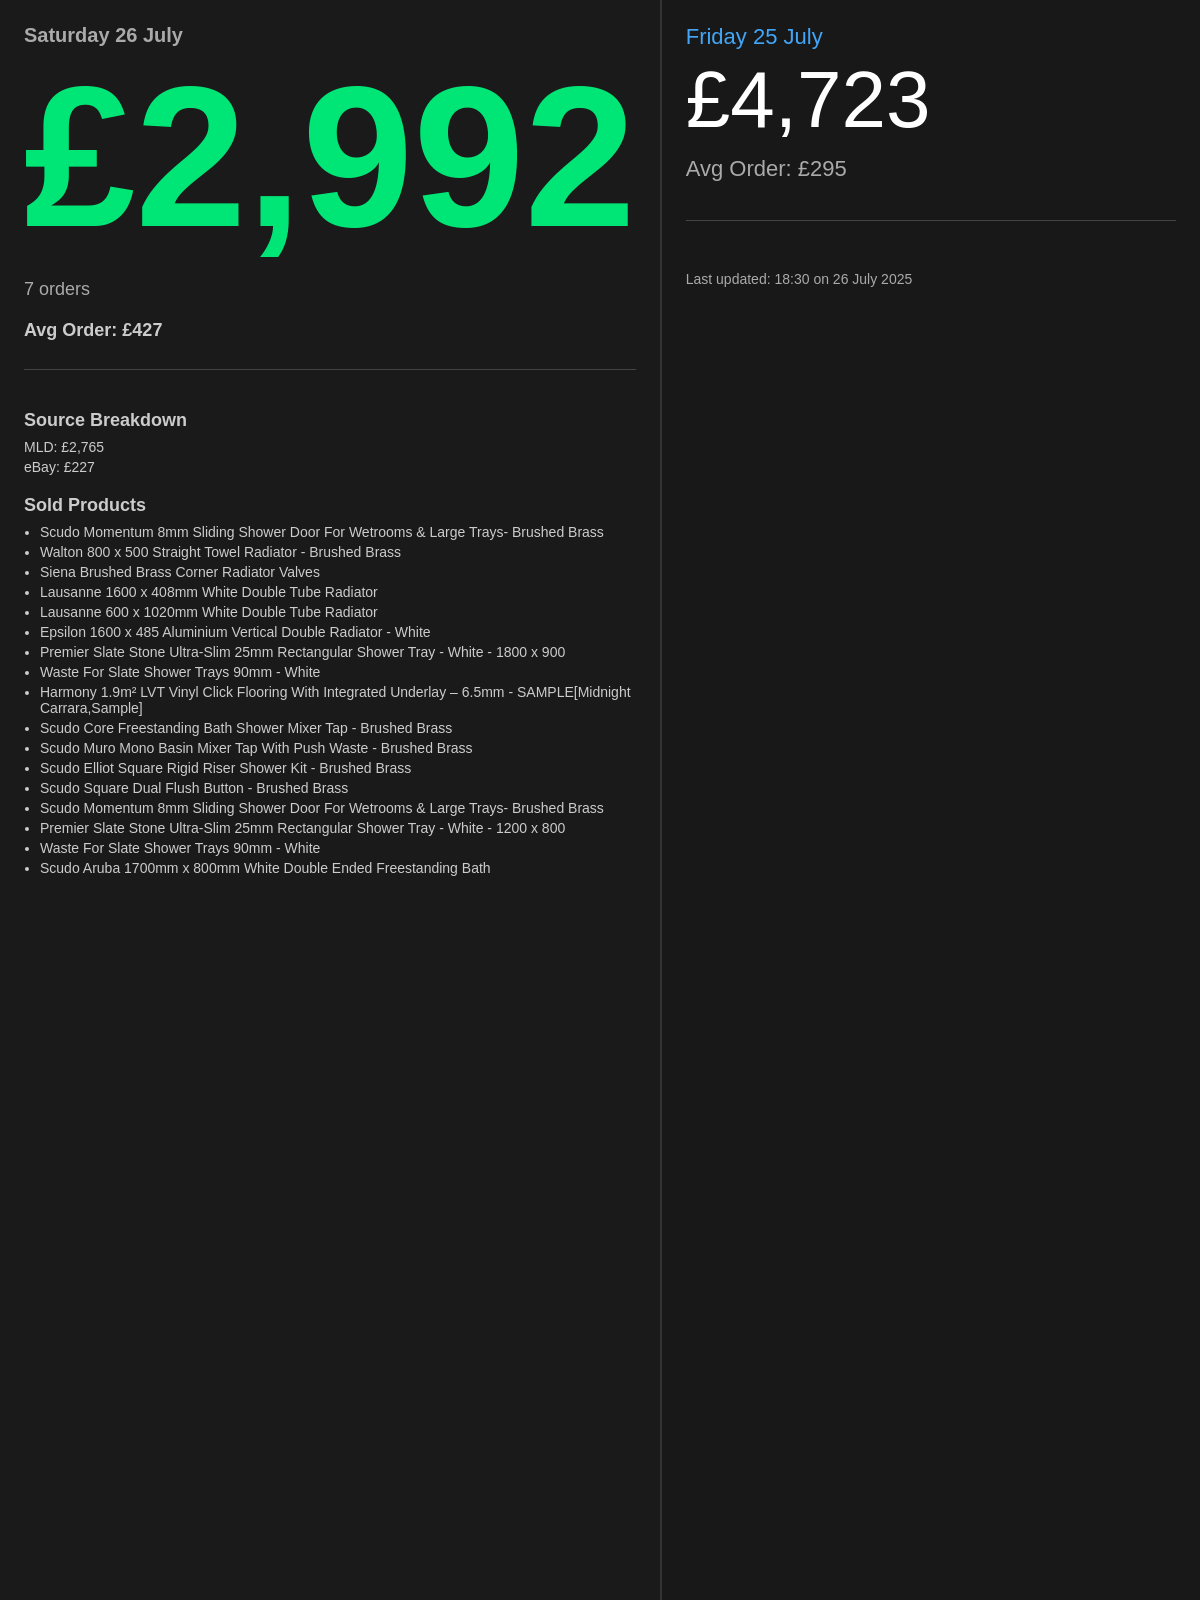 Saturday 26 July
£2,992
7 orders
Avg Order: £427
Source Breakdown
MLD: £2,765
eBay: £227
Sold Products
• Scudo Momentum 8mm Sliding Shower Door For Wetrooms & Large Trays- Brushed Brass
• Walton 800 x 500 Straight Towel Radiator - Brushed Brass
• Siena Brushed Brass Corner Radiator Valves
• Lausanne 1600 x 408mm White Double Tube Radiator
• Lausanne 600 x 1020mm White Double Tube Radiator
• Epsilon 1600 x 485 Aluminium Vertical Double Radiator - White
• Premier Slate Stone Ultra-Slim 25mm Rectangular Shower Tray - White - 1800 x 900
• Waste For Slate Shower Trays 90mm - White
• Harmony 1.9m² LVT Vinyl Click Flooring With Integrated Underlay – 6.5mm - SAMPLE[Midnight
Carrara,Sample]
• Scudo Core Freestanding Bath Shower Mixer Tap - Brushed Brass
• Scudo Muro Mono Basin Mixer Tap With Push Waste - Brushed Brass
• Scudo Elliot Square Rigid Riser Shower Kit - Brushed Brass
• Scudo Square Dual Flush Button - Brushed Brass
• Scudo Momentum 8mm Sliding Shower Door For Wetrooms & Large Trays- Brushed Brass
• Premier Slate Stone Ultra-Slim 25mm Rectangular Shower Tray - White - 1200 x 800
• Waste For Slate Shower Trays 90mm - White
• Scudo Aruba 1700mm x 800mm White Double Ended Freestanding Bath
Friday 25 July
£4,723
Avg Order: £295
Last updated: 18:30 on 26 July 2025